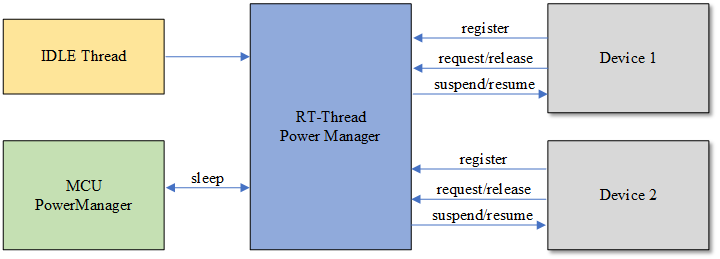 IDLE Thread
MCU
PowerManager
sleep
RT-Thread
Power Manager
register
request/release
suspend/resume
Device 1
register
request/release
suspend/resume
Device 2